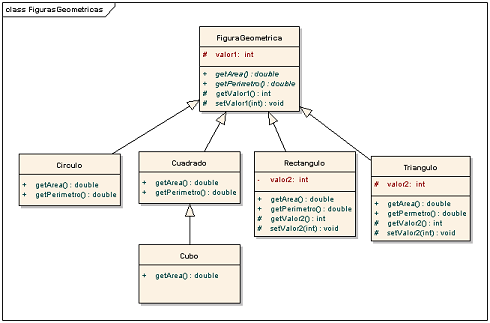 class FigurasGeometricas
FiguraGeometrica
# valor1: int
+ getArea() : double
+ getPerimetro() : double
# getValor1() : int
# setValor1(int) : void
Circulo
+ getArea() : double
+ getPerimetro() : double
Cuadrado
+ getArea() : double
+ getPerimetro() : double
Rectangulo
- valor2: int
+ getArea() : double
+ getPerimetro() : double
# getValor2() : int
# setValor2(int) : void
Triangulo
# valor2: int
+ getArea() : double
+ getPermetro() : double
# getValor2() : int
# setValor2(int) : void
Cubo
+ getArea() : double